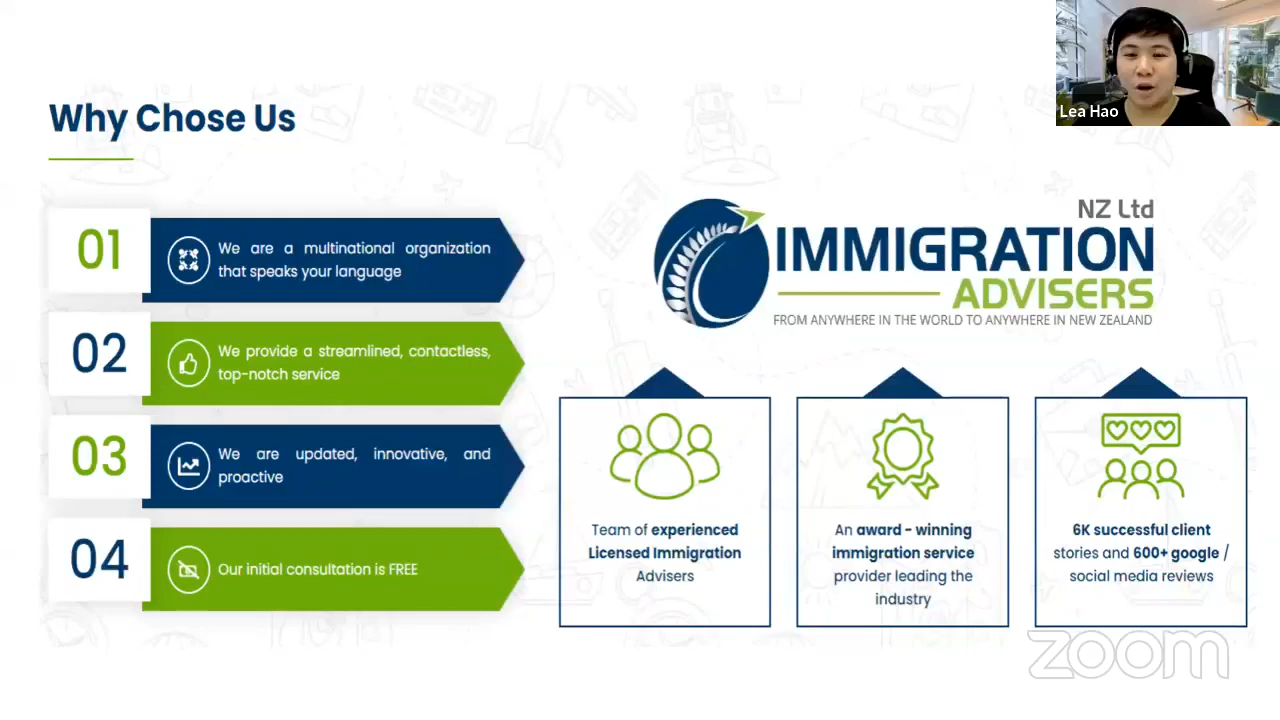 Why Chose Us
Lea Hao
01
We are a multinational organization
that speaks your language
02
We provide a streamlined, contactless,
top-notch service
03
We are updated, innovative, and
proactive
04
Our initial consultation is FREE
NZ Ltd
IMMIGRATION
ADVISERS
FROM ANYWHERE IN THE WORLD TO ANYWHERE IN NEW ZEALAND
Team of experienced
Licensed Immigration
Advisers
An award - winning
immigration service
provider leading the
industry
6K successful client
stories and 600+ google /
social media reviews
zoom